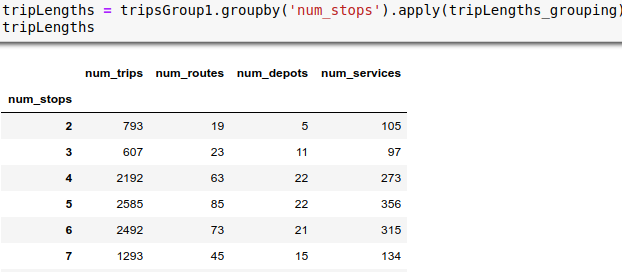 tripLengths = tripsGroup1.groupby('num_stops').apply(tripLengths_grouping)
tripLengths
num_trips num_routes num_depots num_services
num_stops
2 793 19 5 105
3 607 23 11 97
4 2192 63 22 273
5 2585 85 22 356
6 2492 73 21 315
7 1293 45 15 134